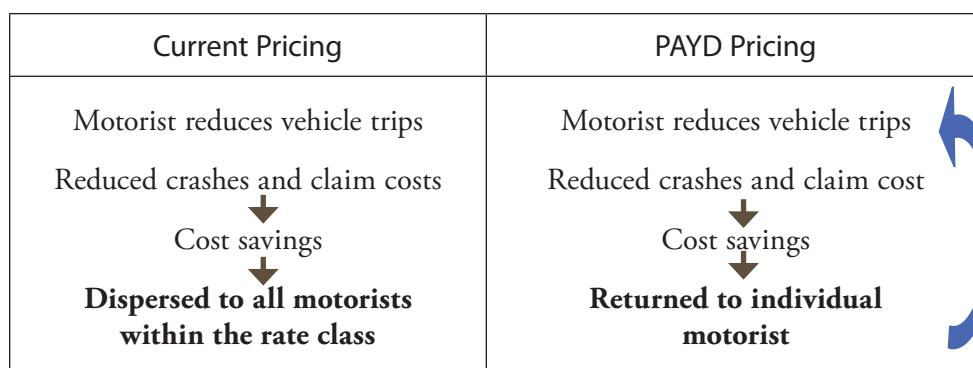 Current Pricing
Motorist reduces vehicle trips
Reduced crashes and claim costs
Cost savings
Dispersed to all motorists
within the rate class
PAYD Pricing
Motorist reduces vehicle trips
Reduced crashes and claim cost
Cost savings
Returned to individual
motorist